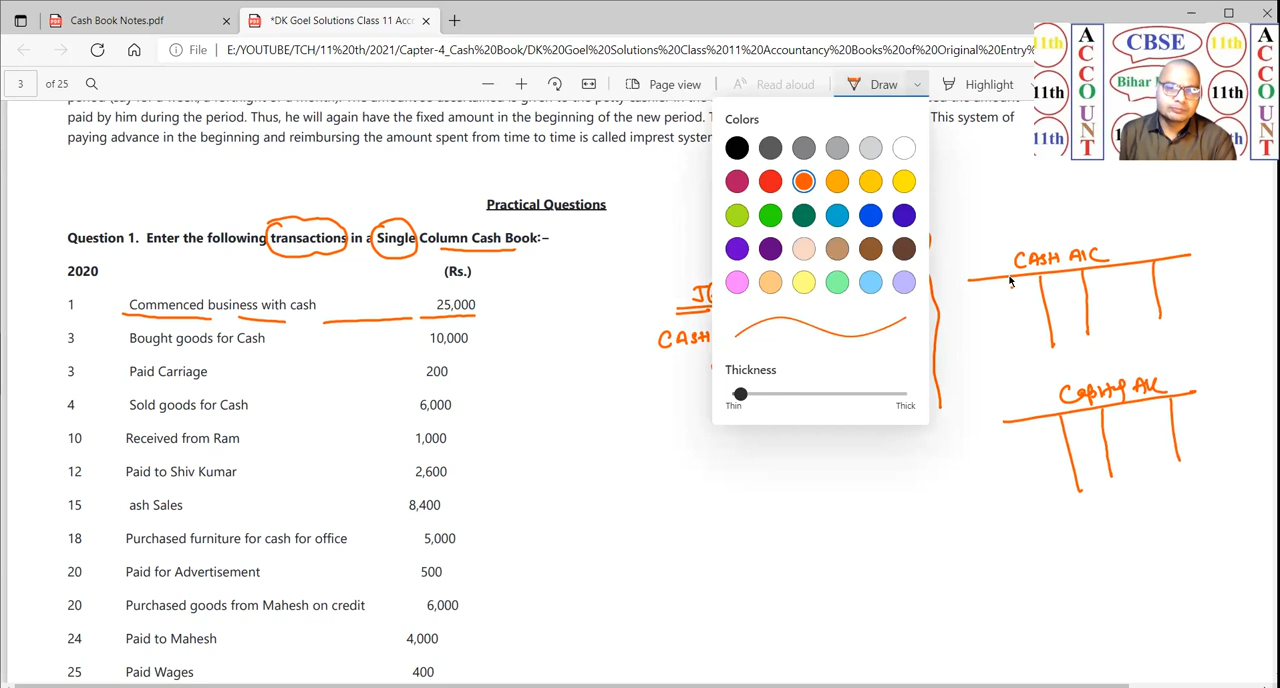 Cash Book Notes.pdf
*DK Goel Solutions Class 11 Acc
File
E:/YOUTUBE/TCH/11%20th/2021/Capter-4_Cash%20Book/DK%20Goel%20Solutions%20Class%2011%20Accountancy%20Books%20of%20Original%20Entry%
3 of 25
Page view
Read aloud
Draw
Highlight
paid by him during the period. Thus, he will again have the fixed amount in the beginning of the new period.
This system of
paying advance in the beginning and reimbursing the amount spent from time to time is called imprest system
Colors
Thickness
Thin
Thick
Practical Questions
Question 1. Enter the following transactions in a Single Column Cash Book:–
2020 (Rs.)
1 Commenced business with cash 25,000
3 Bought goods for Cash 10,000
3 Paid Carriage 200
4 Sold goods for Cash 6,000
10 Received from Ram 1,000
12 Paid to Shiv Kumar 2,600
15 ash Sales 8,400
18 Purchased furniture for cash for office 5,000
20 Paid for Advertisement 500
20 Purchased goods from Mahesh on credit 6,000
24 Paid to Mahesh 4,000
25 Paid Wages 400
CASH
CASH A/C
Capital A/c
11th
11th
11th
ACCOUNT
CBSE
Bihar
11th
11th
11th
ACCOUNT